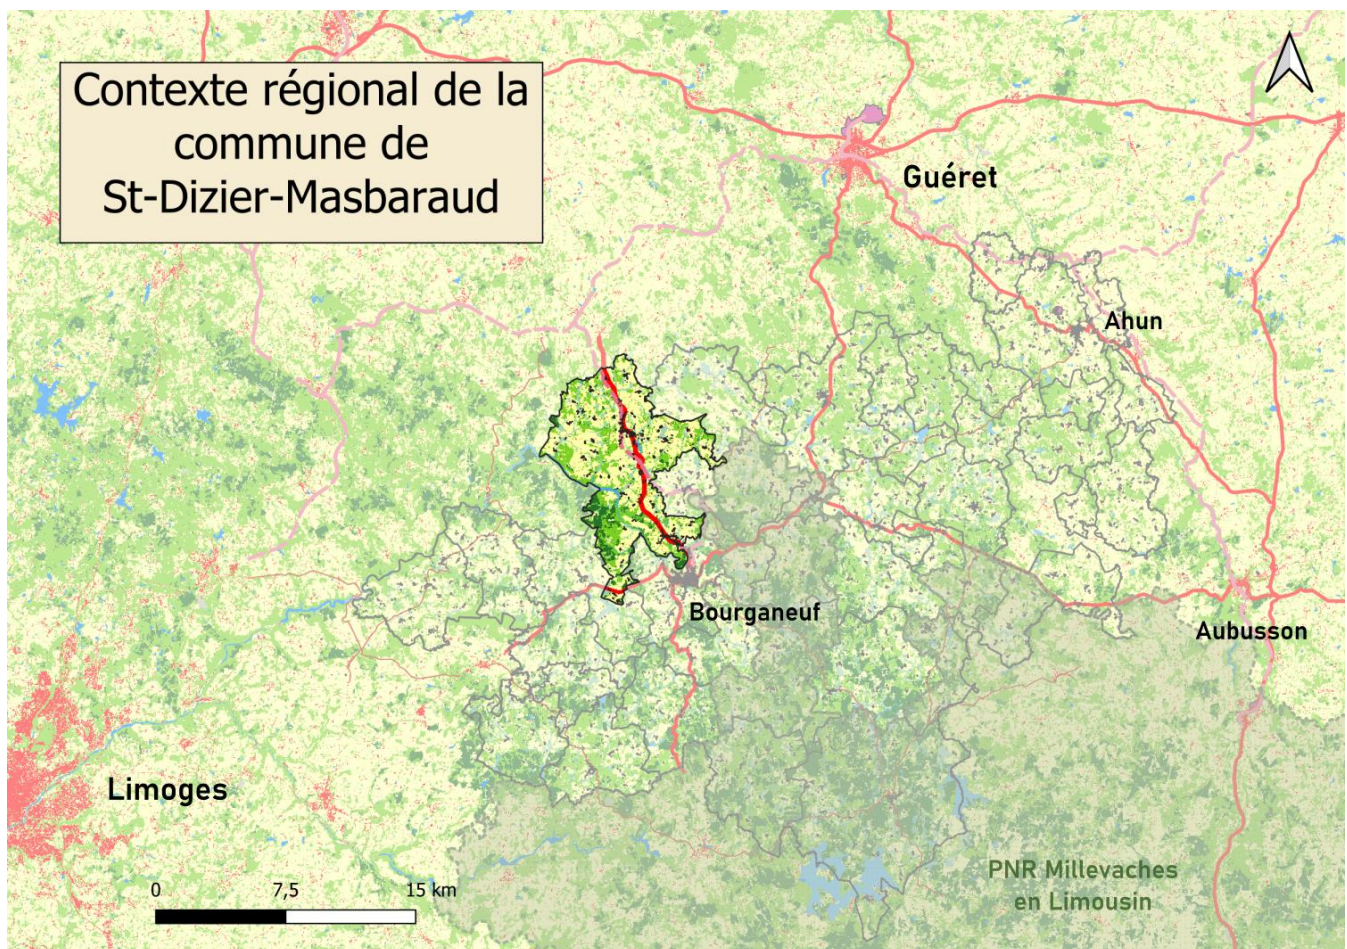 Contexte régional de la
commune de
St-Dizier-Masbaraud
Guéret
Ahun
Bourganeuf
Aubusson
Limoges
PNR Millevaches
en Limousin
0 7,5 15 km